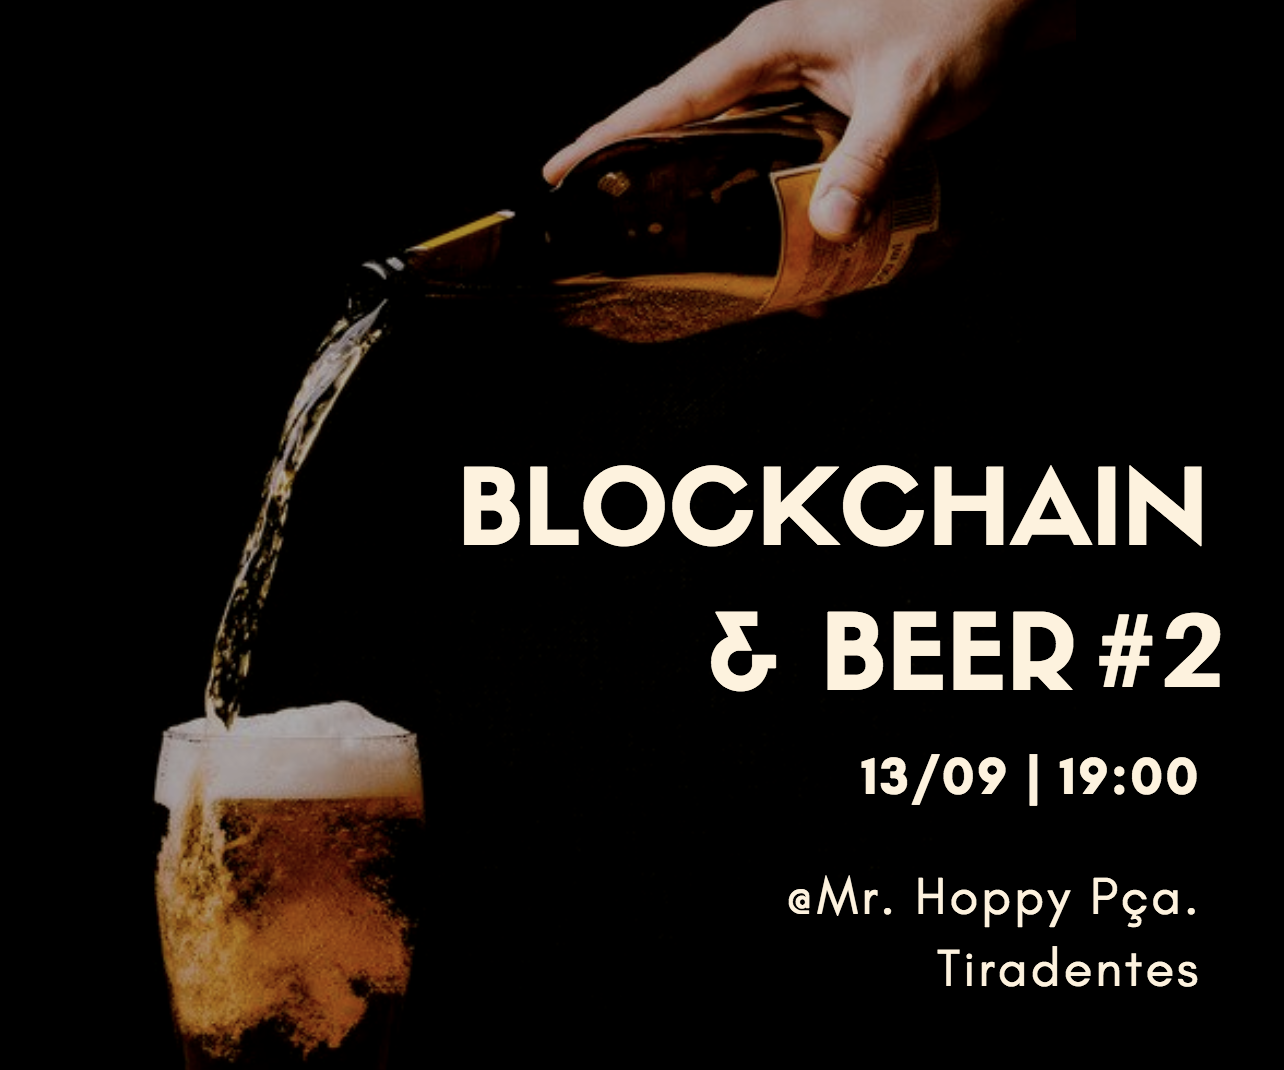 BLOCKCHAIN
& BEER #2
13/09 | 19:00
@Mr. Hoppy Pça.
Tiradentes